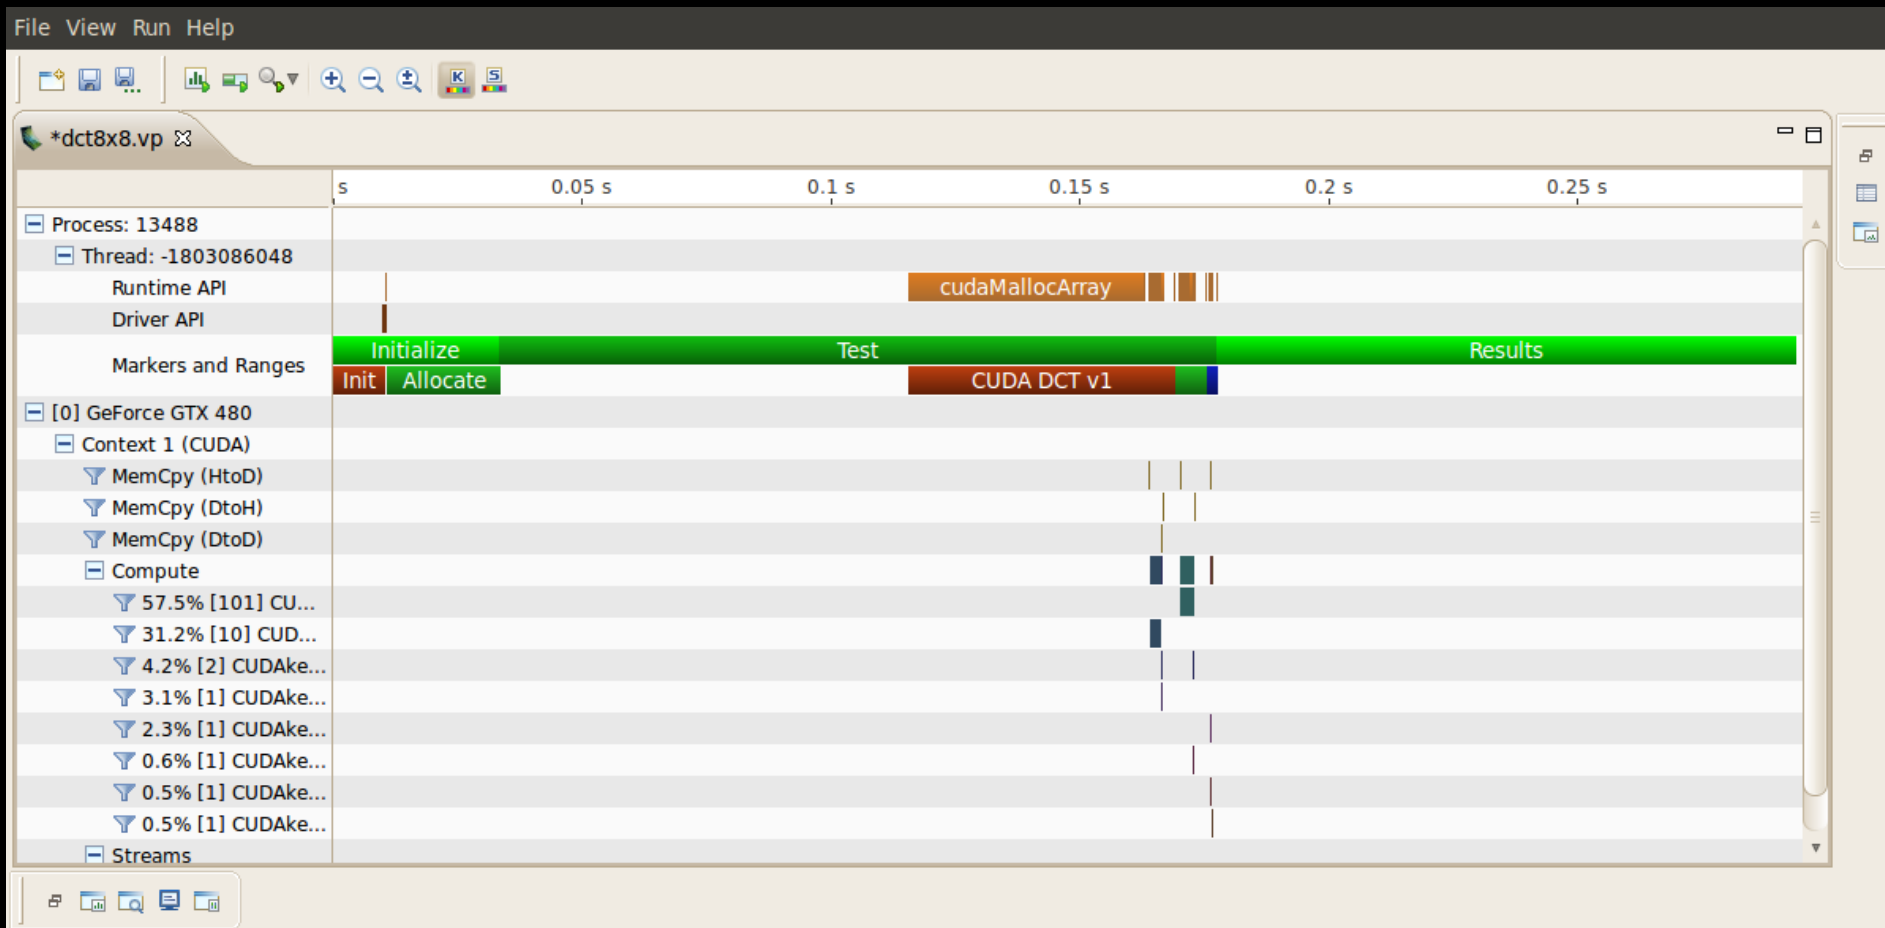 File View Run Help
K S
*dct8x8.vp
s 0.05 s 0.1 s 0.15 s 0.2 s 0.25 s
Process: 13488
Thread: -1803086048
Runtime API cudaMallocArray
Driver API
Markers and Ranges
Initialize Test Results
Init Allocate CUDA DCT v1
[0] GeForce GTX 480
Context 1 (CUDA)
MemCpy (HtoD)
MemCpy (DtoH)
MemCpy (DtoD)
Compute
57.5% [101] CU...
31.2% [10] CUD...
4.2% [2] CUDAke...
3.1% [1] CUDAke...
2.3% [1] CUDAke...
0.6% [1] CUDAke...
0.5% [1] CUDAke...
0.5% [1] CUDAke...
Streams